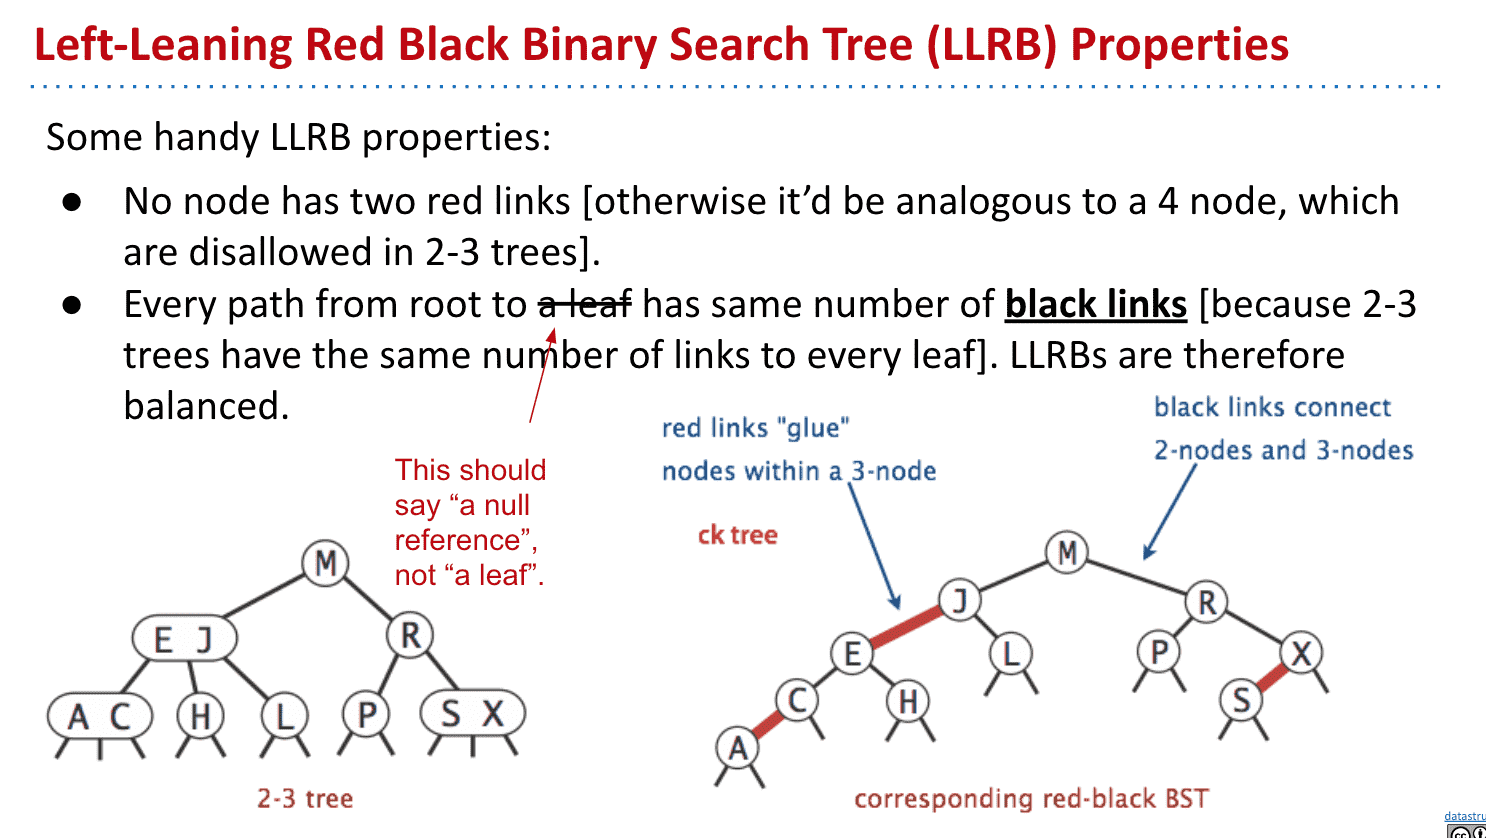 Left-Leaning Red Black Binary Search Tree (LLRB) Properties
Some handy LLRB properties:
● No node has two red links [otherwise it’d be analogous to a 4 node, which
are disallowed in 2-3 trees].
● Every path from root to a leaf has same number of black links [because 2-3
trees have the same number of links to every leaf]. LLRBs are therefore
balanced.
This should
say “a null
reference”,
not “a leaf”.
red links "glue"
nodes within a 3-node
black links connect
2-nodes and 3-nodes
ck tree
M
E J
R
A C
H
L
P
S X
2-3 tree
M
J
R
E
L
P
X
C
H
S
A
corresponding red-black BST
datastru
cc